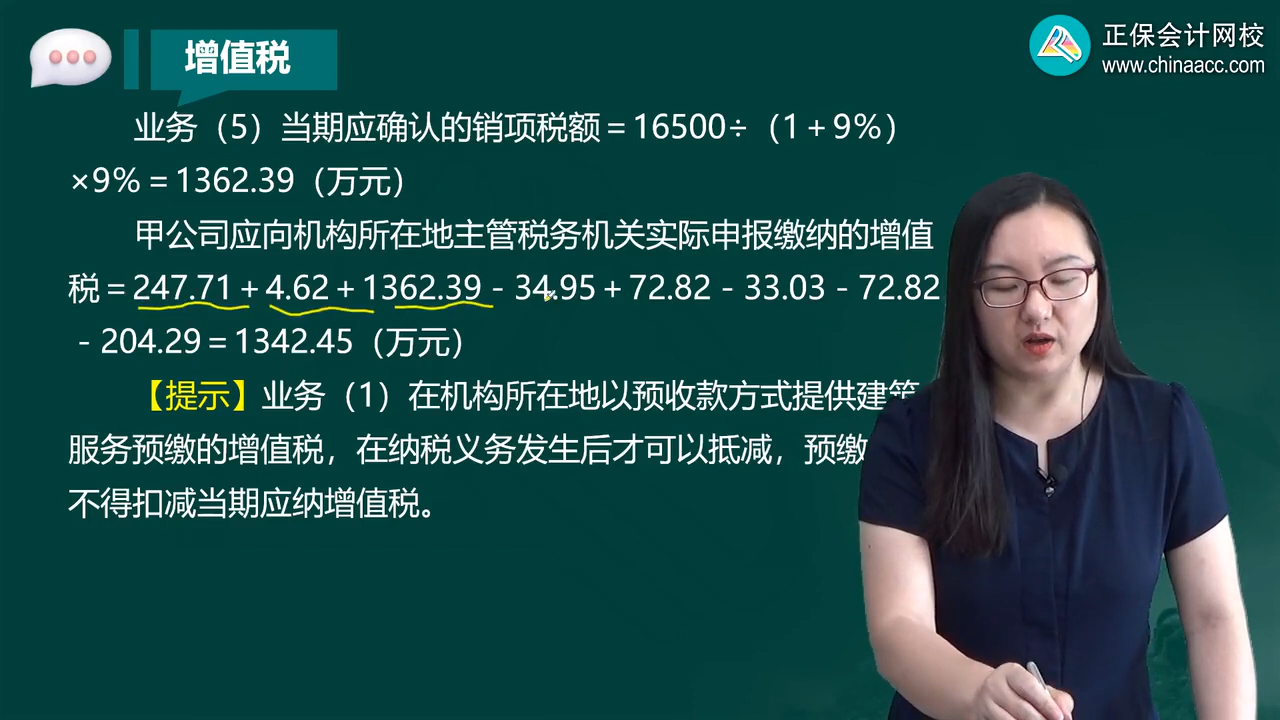 增值税
正保会计网校
www.chinaacc.com
业务（5）当期应确认的销项税额＝16500÷（1＋9%）
×9%＝1362.39（万元）
甲公司应向机构所在地主管税务机关实际申报缴纳的增值
税＝247.71＋4.62＋1362.39－34.95＋72.82－33.03－72.82
－204.29＝1342.45（万元）
【提示】业务（1）在机构所在地以预收款方式提供建筑
服务预缴的增值税，在纳税义务发生后才可以抵减，预缴
不得扣减当期应纳增值税。